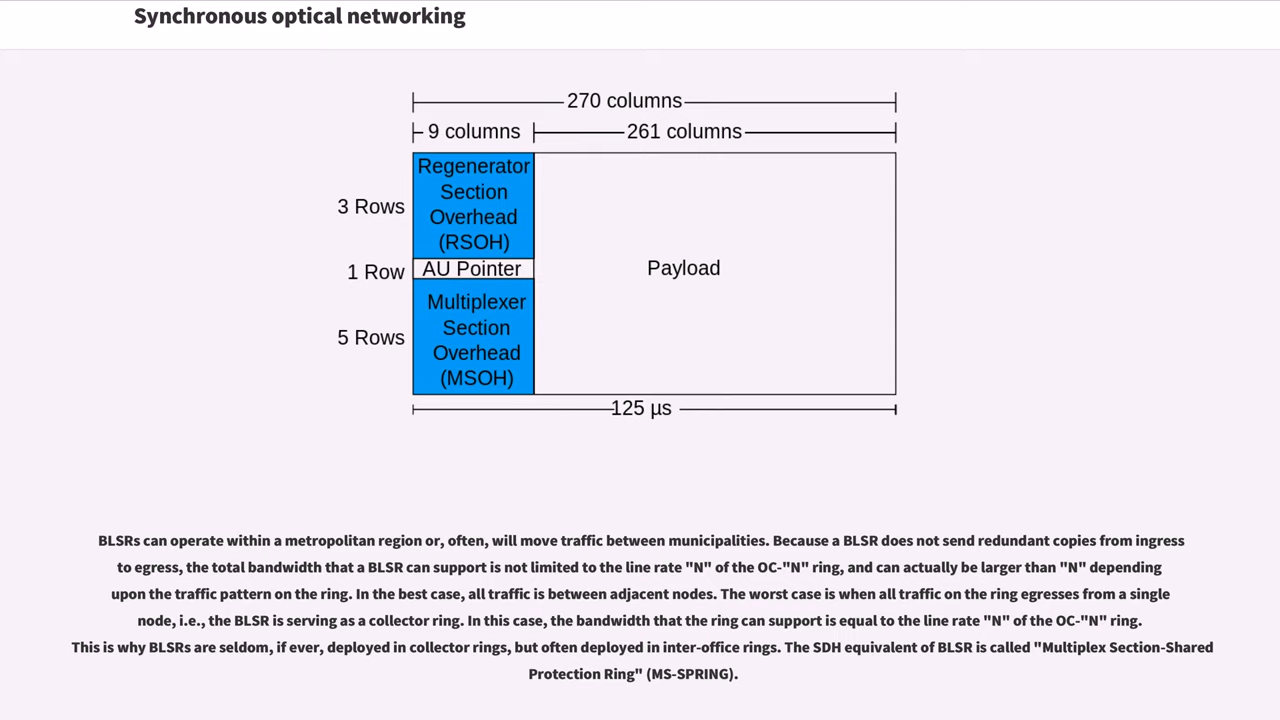 Synchronous optical networking
270 columns
9 columns 261 columns
Regenerator
Section
Overhead
(RSOH)
3 Rows
AU Pointer
1 Row
Payload
Multiplexer
Section
Overhead
(MSOH)
5 Rows
125 µs
BLSRs can operate within a metropolitan region or, often, will move traffic between municipalities. Because a BLSR does not send redundant copies from ingress
to egress, the total bandwidth that a BLSR can support is not limited to the line rate "N" of the OC-"N" ring, and can actually be larger than "N" depending
upon the traffic pattern on the ring. In the best case, all traffic is between adjacent nodes. The worst case is when all traffic on the ring egresses from a single
node, i.e., the BLSR is serving as a collector ring. In this case, the bandwidth that the ring can support is equal to the line rate "N" of the OC-"N" ring.
This is why BLSRs are seldom, if ever, deployed in collector rings, but often deployed in inter-office rings. The SDH equivalent of BLSR is called "Multiplex Section-Shared
Protection Ring" (MS-SPRING).